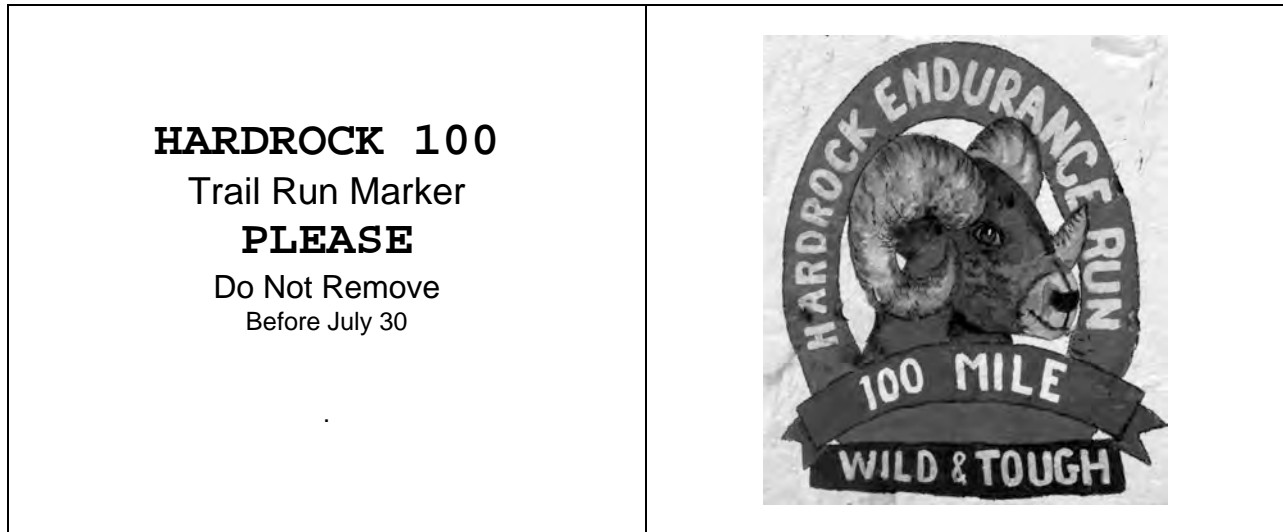 HARDROCK 100
Trail Run Marker
PLEASE
Do Not Remove
Before July 30
.
HARDROCK ENDURANCE RUN
100 MILE
WILD & TOUGH